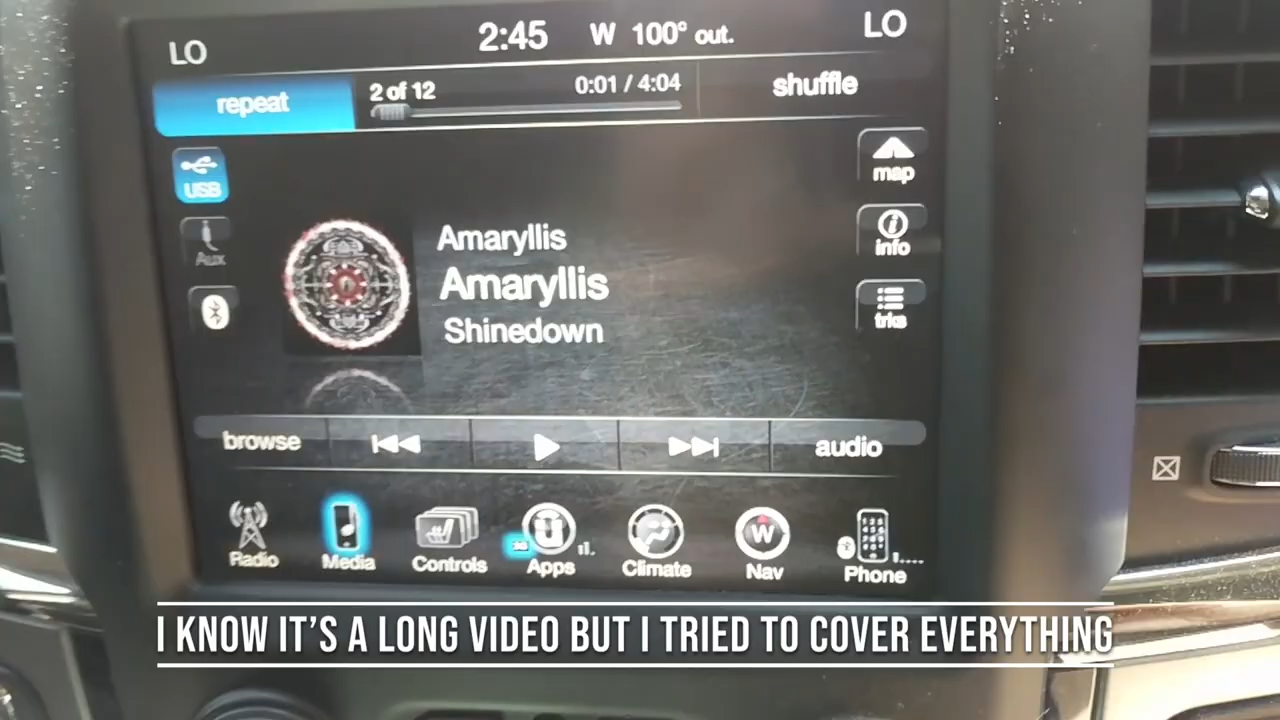 LO
2:45 W 100° out.
LO
repeat
2 of 12
0:01 / 4:04
shuffle
USB
Aux
map
info
trks
Amaryllis
Amaryllis
Shinedown
browse
audio
Radio
Media
Controls
3G
Apps
Climate
W
Nav
Phone
I KNOW IT'S A LONG VIDEO BUT I TRIED TO COVER EVERYTHING